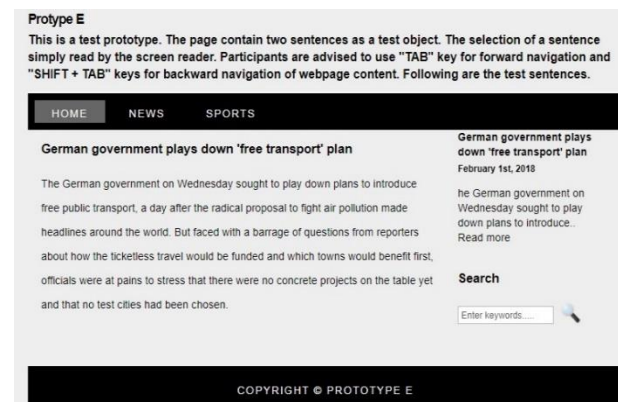 Protype E
This is a test prototype. The page contain two sentences as a test object. The selection of a sentence
simply read by the screen reader. Participants are advised to use "TAB" key for forward navigation and
"SHIFT + TAB" keys for backward navigation of webpage content. Following are the test sentences.
HOME NEWS SPORTS
German government plays down 'free transport' plan
The German government on Wednesday sought to play down plans to introduce
free public transport, a day after the radical proposal to fight air pollution made
headlines around the world. But faced with a barrage of questions from reporters
about how the ticketless travel would be funded and which towns would benefit first,
officials were at pains to stress that there were no concrete projects on the table yet
and that no test cities had been chosen.
German government plays
down 'free transport' plan
February 1st, 2018
he German government on
Wednesday sought to play
down plans to introduce..
Read more
Search
Enter keywords.....
COPYRIGHT © PROTOTYPE E